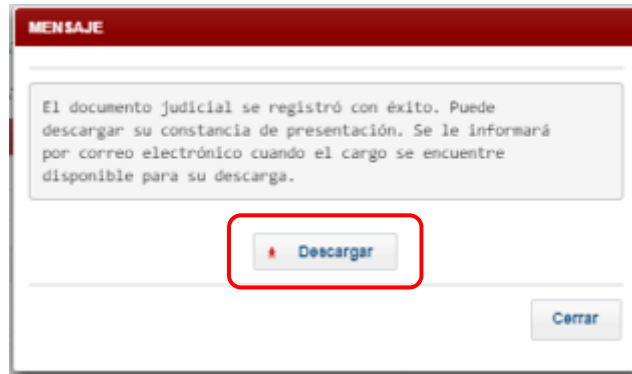 MENSAJE
El documento judicial se registró con éxito. Puede
descargar su constancia de presentación. Se le informará
por correo electrónico cuando el cargo se encuentre
disponible para su descarga.
Descargar
Cerrar